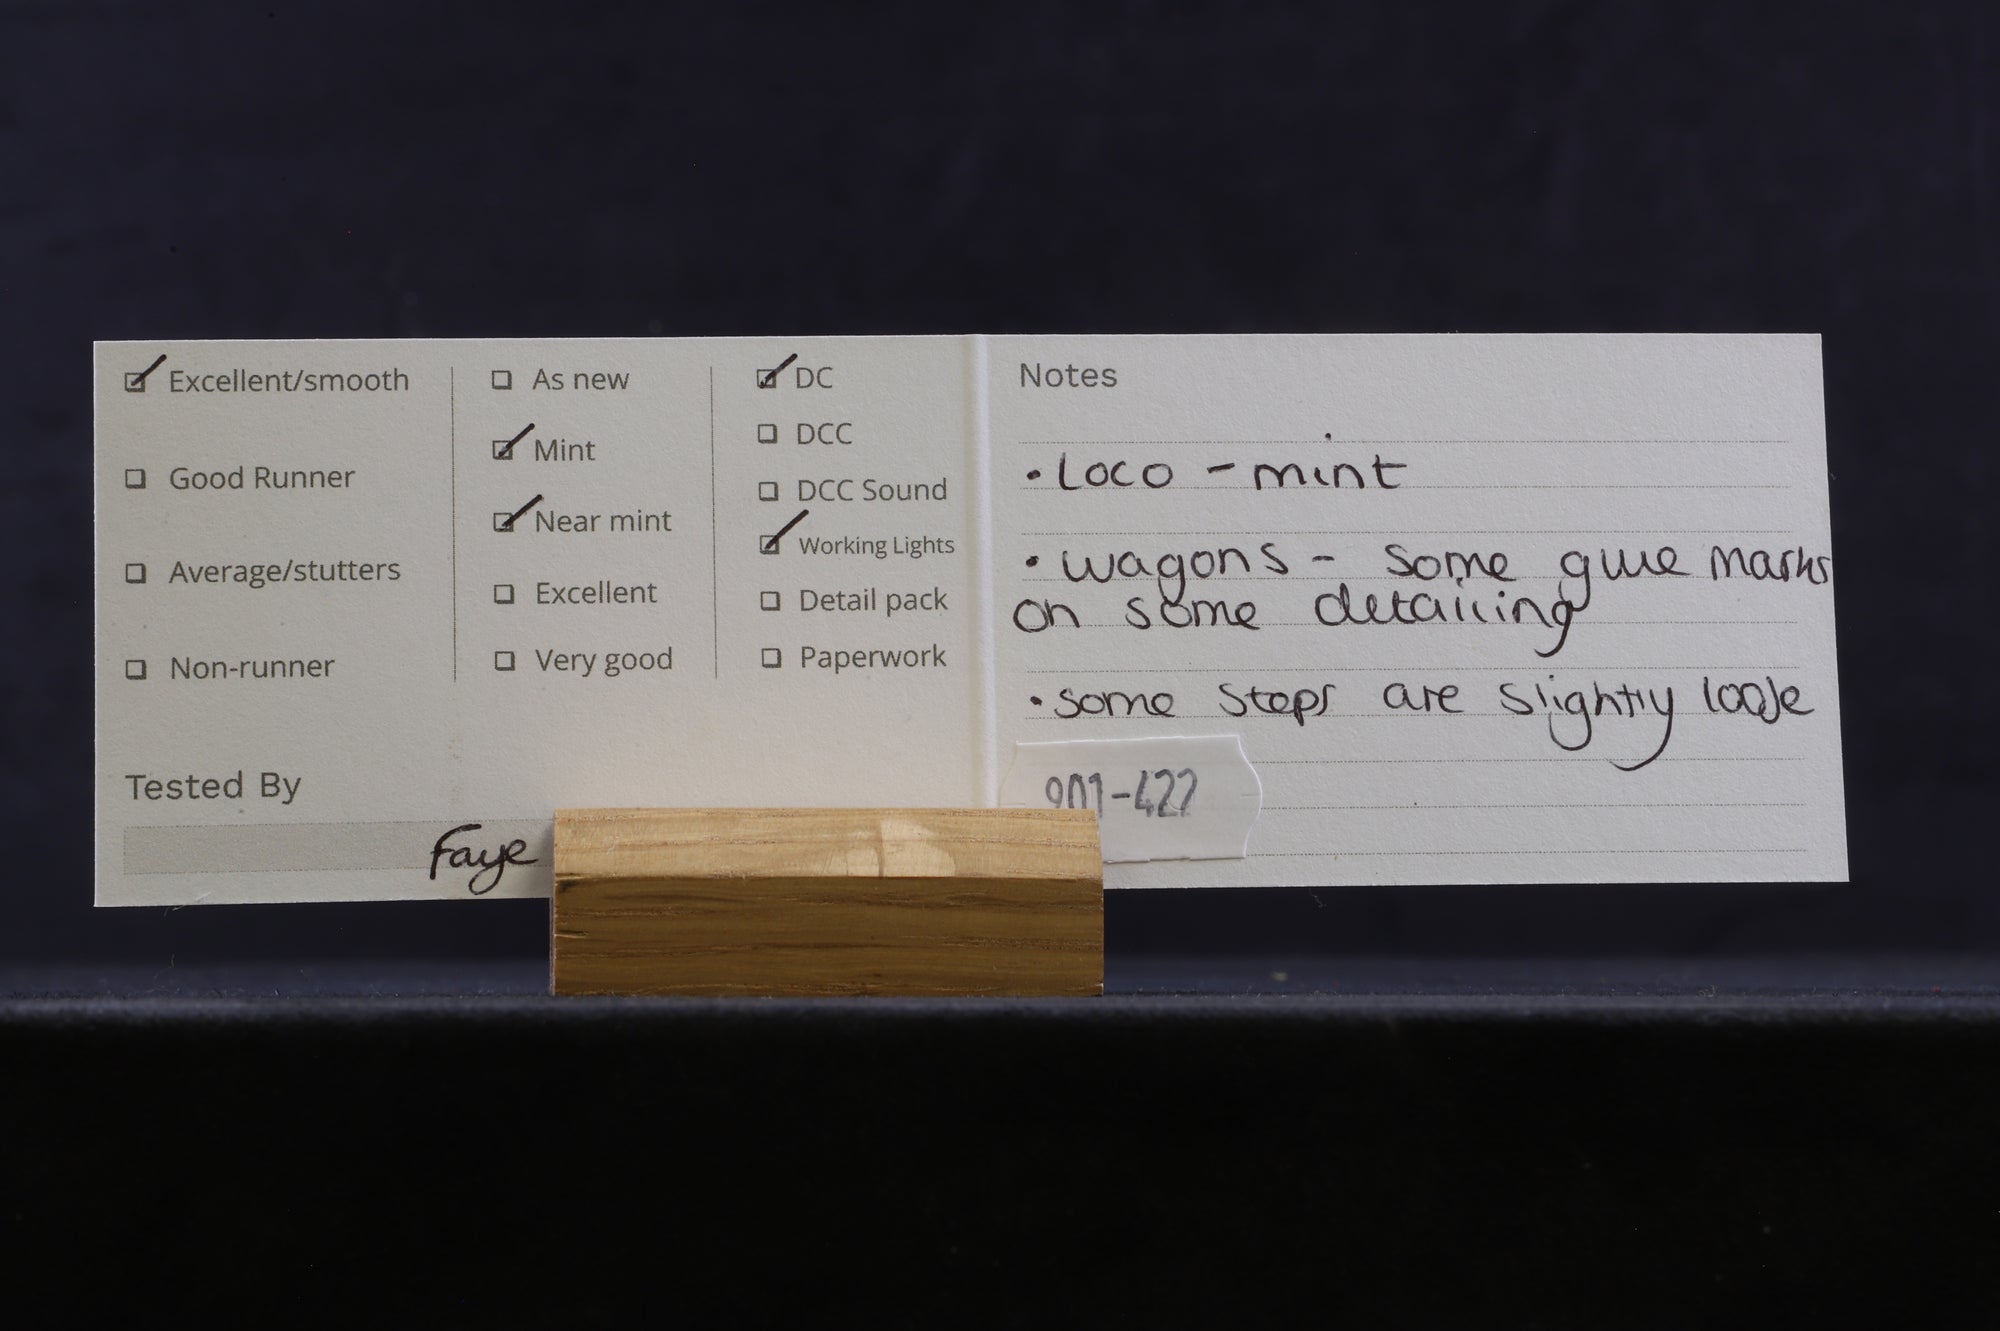 Excellent/smooth
Good Runner
Average/stutters
Non-runner
As new
Mint
Near mint
Excellent
Very good
DC
DCC
DCC Sound
Working Lights
Detail pack
Paperwork
Tested By
Faye
Notes
• Loco - mint
• wagons - some glue marks
on some detailing
• some steps are slightly loose
901-422